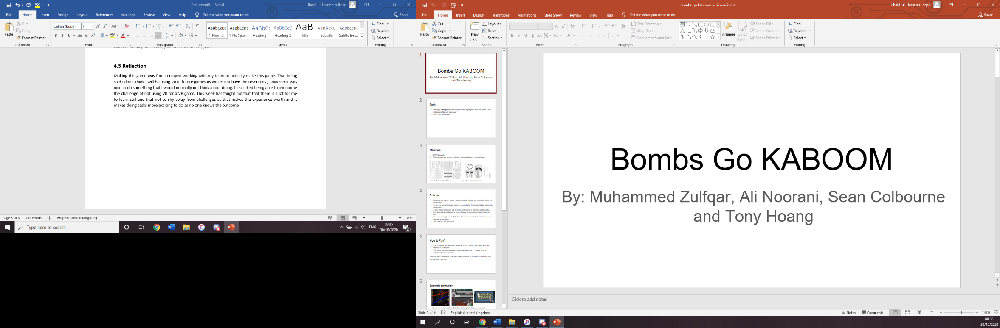 Document6 - Word
Ubaid-ul-Hassan zulfqar
File Home Insert Design Layout References Mailings Review View Help Tell me what you want to do
Share
Paste
Cut
Copy
Format Painter
Clipboard
Calibri (Body) 11
Font
Paragraph
AaBbCcDc AaBbCcDc AaBbCc AaBbCcD AaB AaBbCcD AaBbCcDc
¶ Normal ¶ No Spac... Heading 1 Heading 2 Title Subtitle Subtle Em...
Styles
Find
Replace
Select
Editing
4.5 Reflection
Making this game was fun. I enjoyed working with my team to actually make this game. That being
said I don't think I will be using VR in future games as we do not have the resources., however it was
nice to do something that I would normally not think about doing. I also liked being able to overcome
the challenge of not using VR for a VR game. This week has taught me that that there is a lot for me
to learn still and that not to shy away from challenges as that makes the experience worth and it
makes doing tasks more exciting to do as no one knows the outcome.
Page 3 of 3 492 words English (United Kingdom)
100%
Type here to search
ENG
09:35
30/10/2020
2
bombs go kaboom - PowerPoint
Ubaid-ul-Hassan zulfqar
File Home Insert Design Transitions Animations Slide Show Review View Help Tell me what you want to do
Share
Paste
Cut
Copy
Format Painter
Clipboard
New
Slide
Layout
Reset
Section
Slides
Font
Text Direction
Align Text
Convert to SmartArt
Paragraph
Arrange
Quick
Styles
Shape Fill
Shape Outline
Shape Effects
Drawing
Find
Replace
Select
Editing
1
Bombs Go KABOOM
By: Muhammed Zulfqar, Ali Noorani, Sean Colbourne
and Tony Hoang
2
Task
3
Materials
4
Rule set
5
How to Play?
6
Example gameplay
Bombs Go KABOOM
By: Muhammed Zulfqar, Ali Noorani, Sean Colbourne
and Tony Hoang
Click to add notes
Slide 1 of 9 English (United Kingdom)
Notes Comments
143%
09:35
30/10/2020